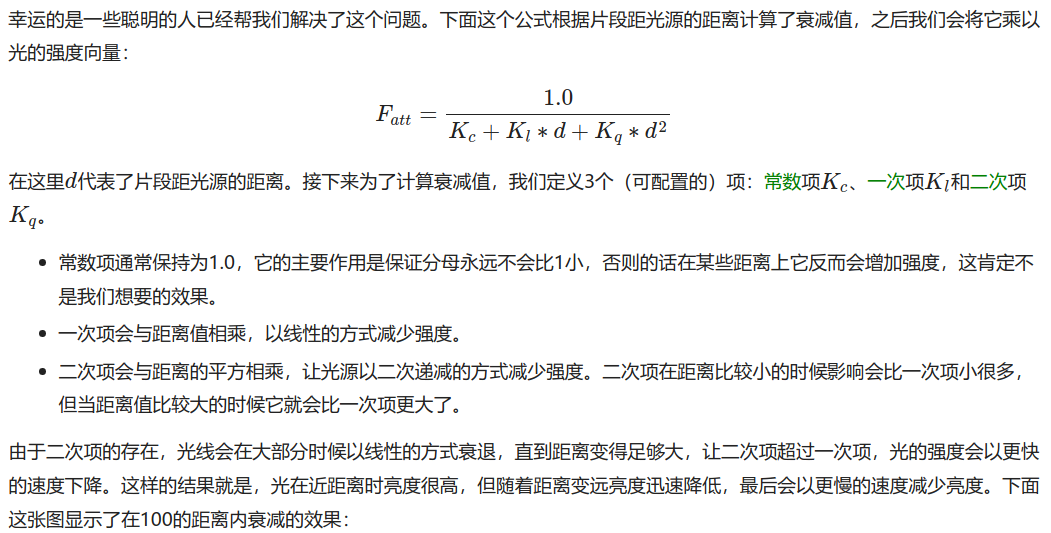 幸运的是一些聪明的人已经帮我们解决了这个问题。下面这个公式根据片段距光源的距离计算了衰减值，之后我们会将它乘以
光的强度向量：
F_att = 1.0 / (K_c + K_l * d + K_q * d²)
在这里d代表了片段距光源的距离。接下来为了计算衰减值，我们定义3个（可配置的）项：常数项K_c、一次项K_l和二次项
K_q。
• 常数项通常保持为1.0，它的主要作用是保证分母永远不会比1小，否则的话在某些距离上它反而会增加强度，这肯定不
是我们想要的效果。
• 一次项会与距离值相乘，以线性的方式减少强度。
• 二次项会与距离的平方相乘，让光源以二次递减的方式减少强度。二次项在距离比较小的时候影响会比一次项小很多，
但当距离值比较大的时候它就会比一次项更大了。
由于二次项的存在，光线会在大部分时候以线性的方式衰退，直到距离变得足够大，让二次项超过一次项，光的强度会以更快
的速度下降。这样的结果就是，光在近距离时亮度很高，但随着距离变远亮度迅速降低，最后会以更慢的速度减少亮度。下面
这张图显示了在100的距离内衰减的效果：